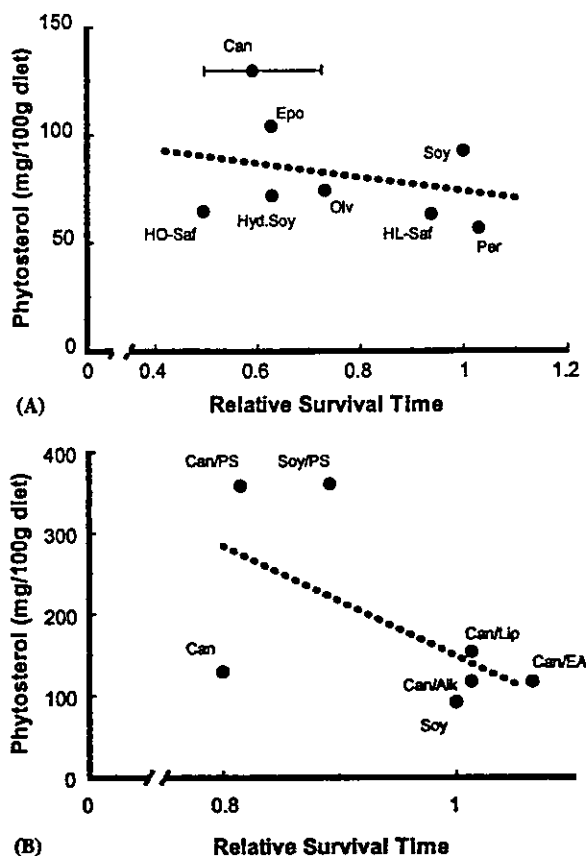 Phytosterol (mg/100g diet)
150
100
50
0
Can
Epo
Soy
HO-Saf
Hyd.Soy
Olv
HL-Saf
Per
0
0.4
0.6
0.8
1
1.2
(A)
Relative Survival Time
Phytosterol (mg/100g diet)
400
300
200
100
0
Can/PS
Soy/PS
Can
Can/Lip
Can/Alk
Can/EA
Soy
0
0.8
1
(B)
Relative Survival Time